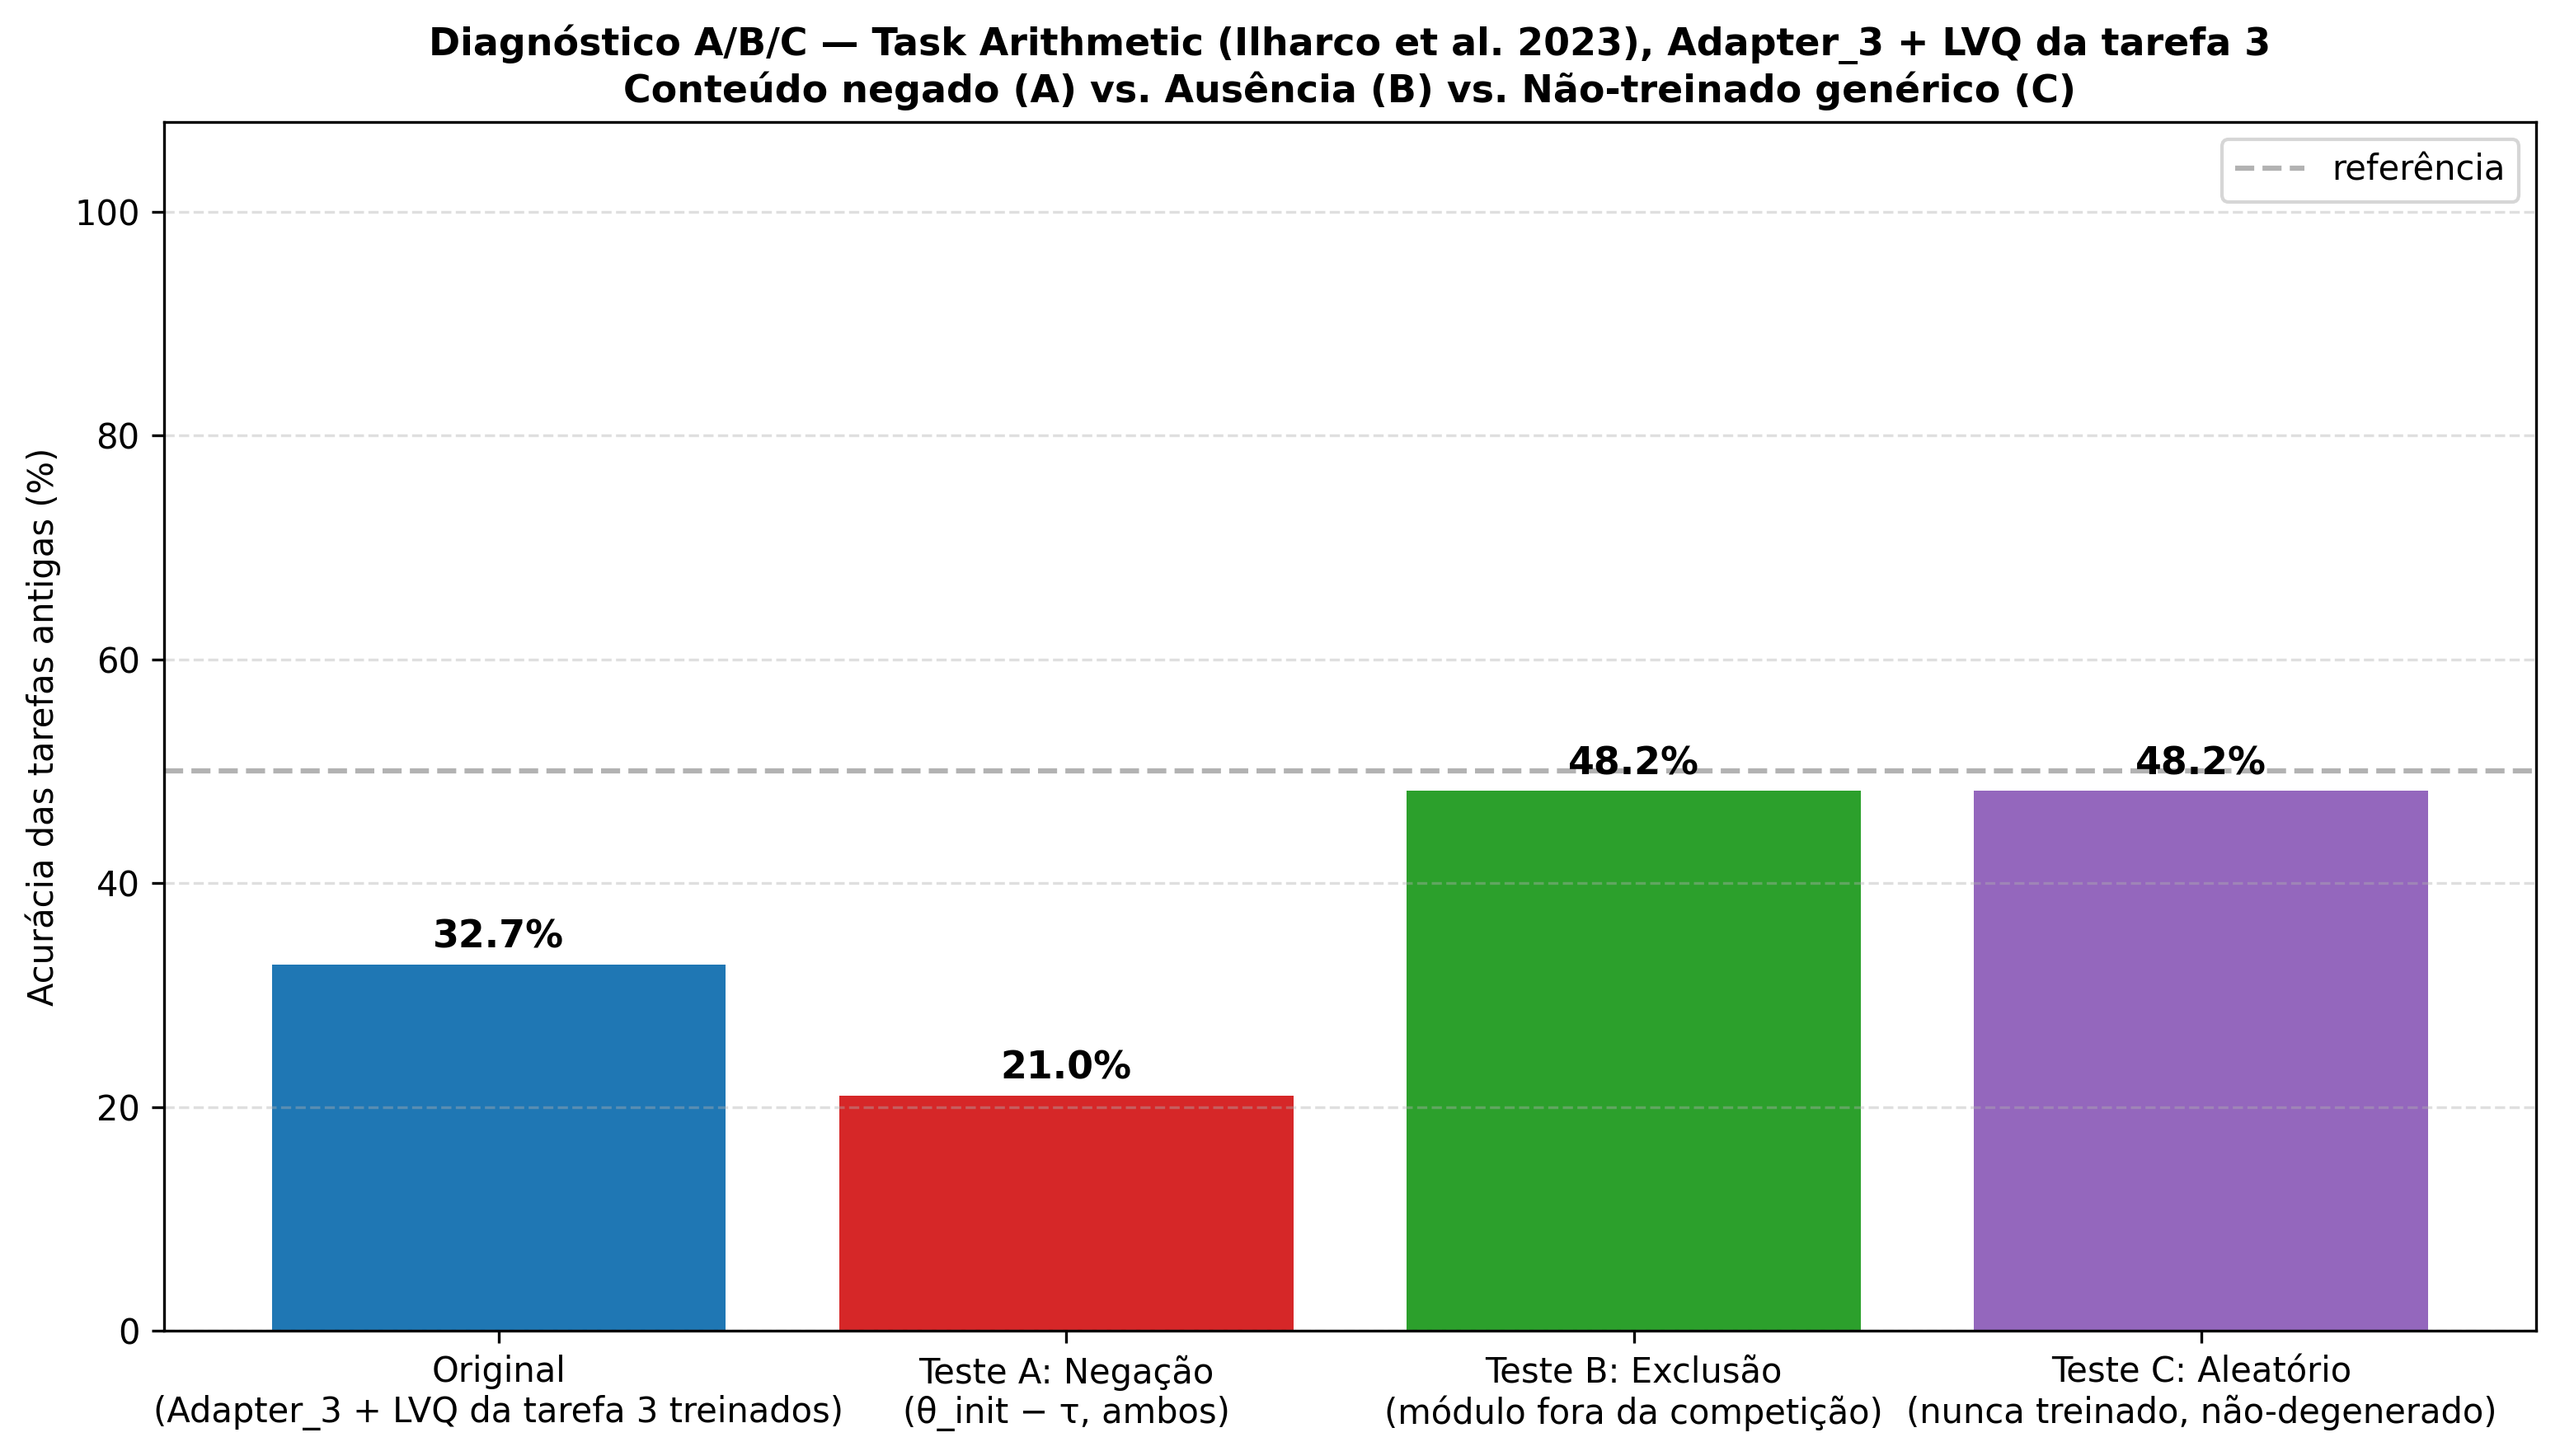 Diagnóstico A/B/C — Task Arithmetic (Ilharco et al. 2023), Adapter_3 + LVQ da tarefa 3
Conteúdo negado (A) vs. Ausência (B) vs. Não-treinado genérico (C)
referência
100
80
60
40
20
0
Acurácia das tarefas antigas (%)
32.7%
21.0%
48.2%
48.2%
Original
(Adapter_3 + LVQ da tarefa 3 treinados)
Teste A: Negação
(θ_init − τ, ambos)
Teste B: Exclusão
(módulo fora da competição)
Teste C: Aleatório
(nunca treinado, não-degenerado)